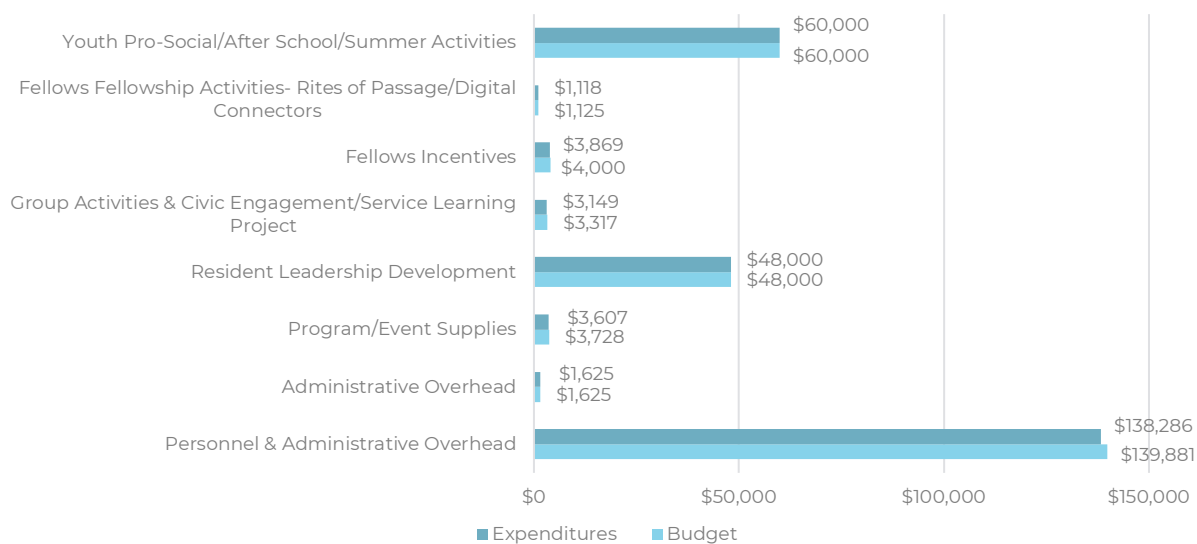 Youth Pro-Social/After School/Summer Activities
$60,000
$60,000
Fellows Fellowship Activities- Rites of Passage/Digital
Connectors
$1,118
$1,125
Fellows Incentives
$3,869
$4,000
Group Activities & Civic Engagement/Service Learning
Project
$3,149
$3,317
Resident Leadership Development
$48,000
$48,000
Program/Event Supplies
$3,607
$3,728
Administrative Overhead
$1,625
$1,625
Personnel & Administrative Overhead
$138,286
$139,881
$0 $50,000 $100,000 $150,000
Expenditures Budget